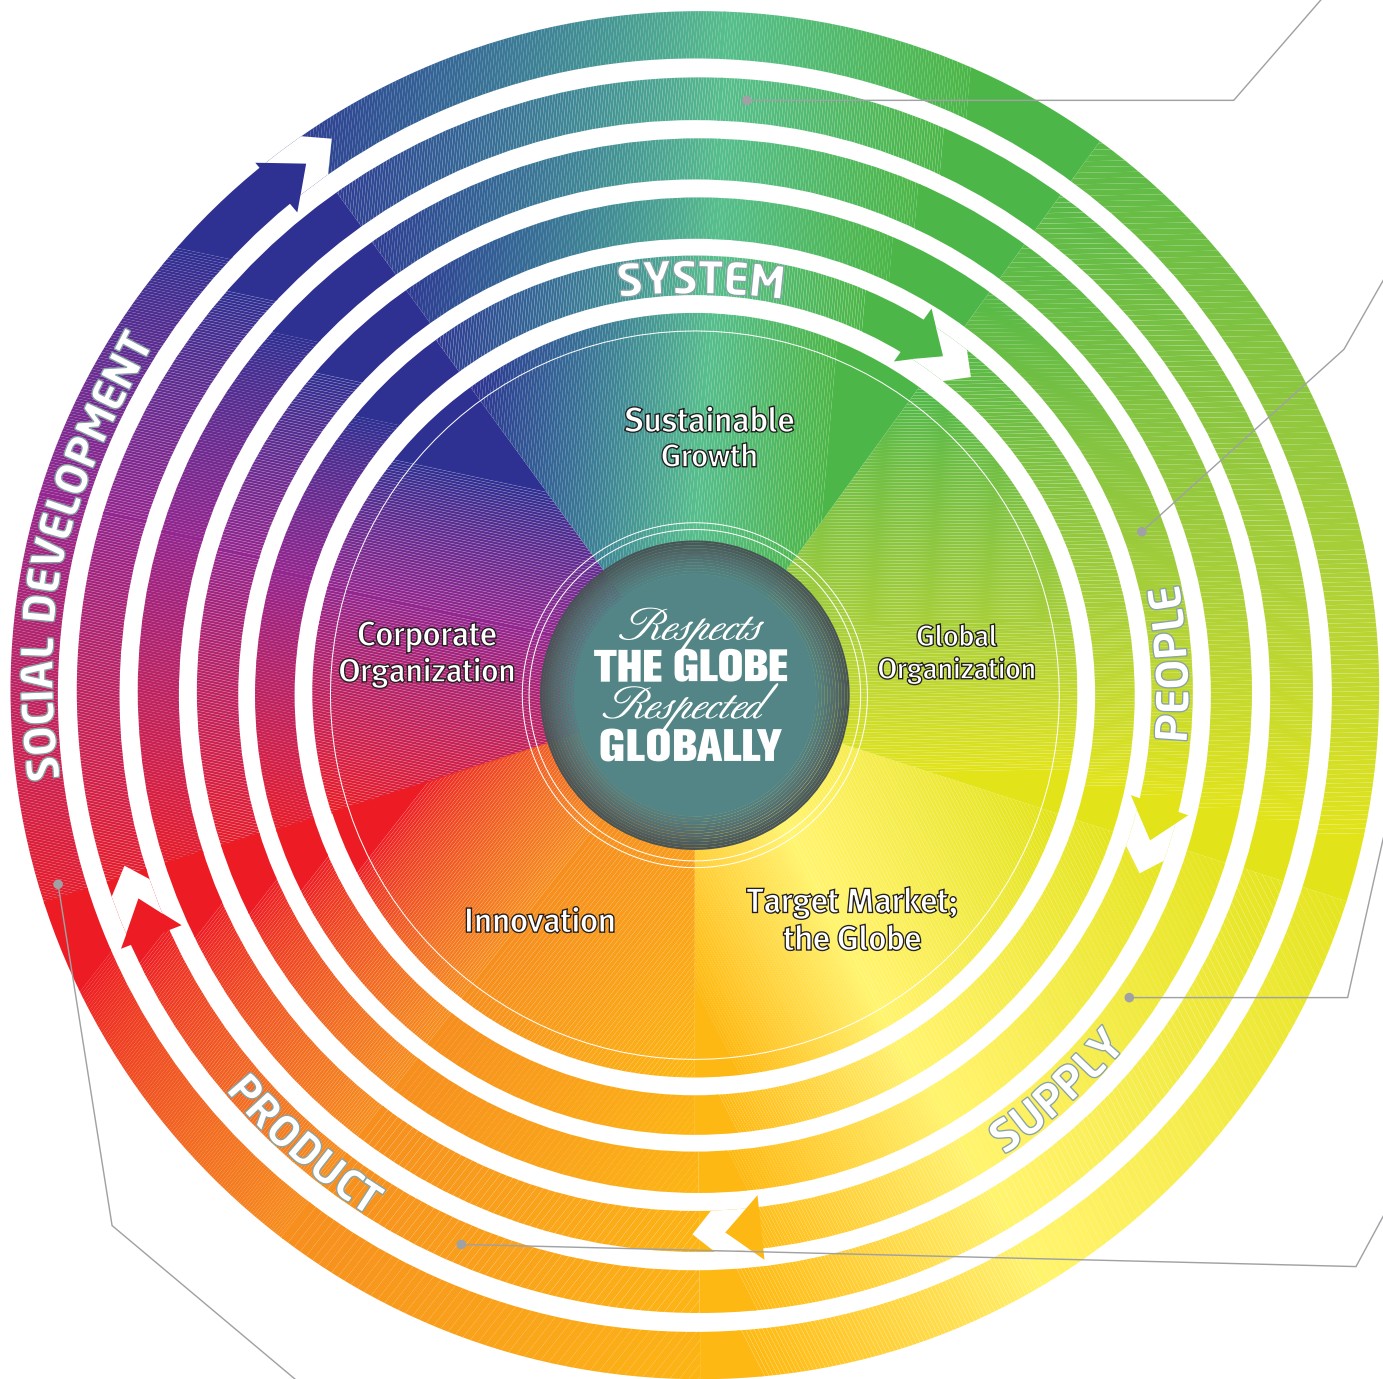 SYSTEM
Sustainable
Growth
SOCIAL DEVELOPMENT
PEOPLE
Corporate
Organization
Respects
THE GLOBE
Respected
GLOBALLY
Global
Organization
Innovation
Target Market;
the Globe
PRODUCT
SUPPLY